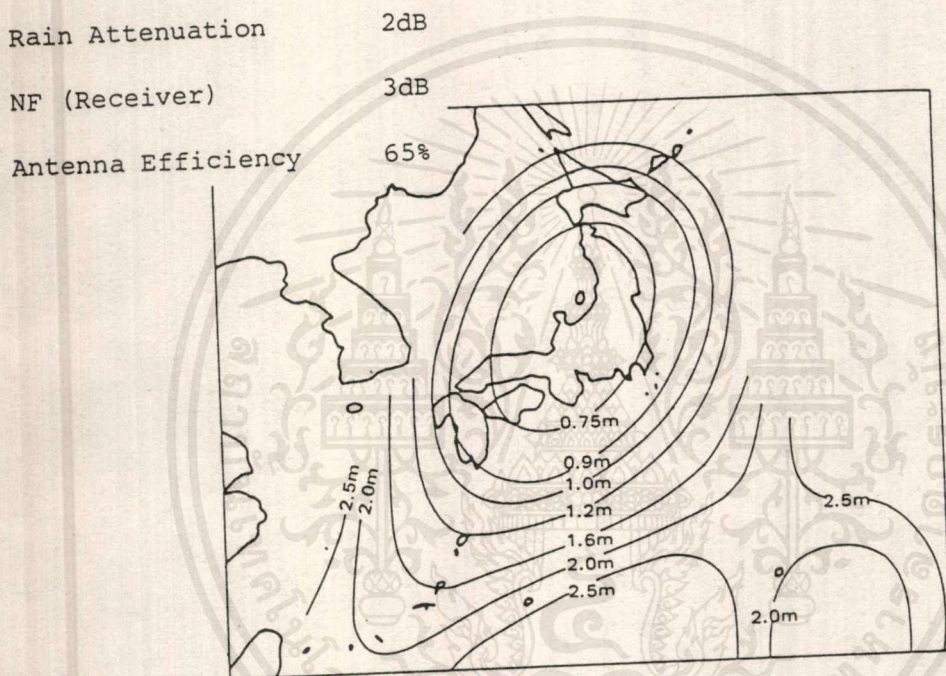 Rain Attenuation 2dB
NF (Receiver) 3dB
Antenna Efficiency 65%
0.75m
0.9m
1.0m
1.2m
1.6m
2.0m
2.5m
2.5m
2.0m
2.5m
2.0m